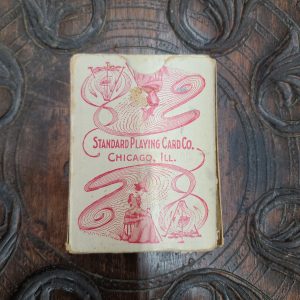 STANDARD PLAYING CARD CO.
CHICAGO, ILL.